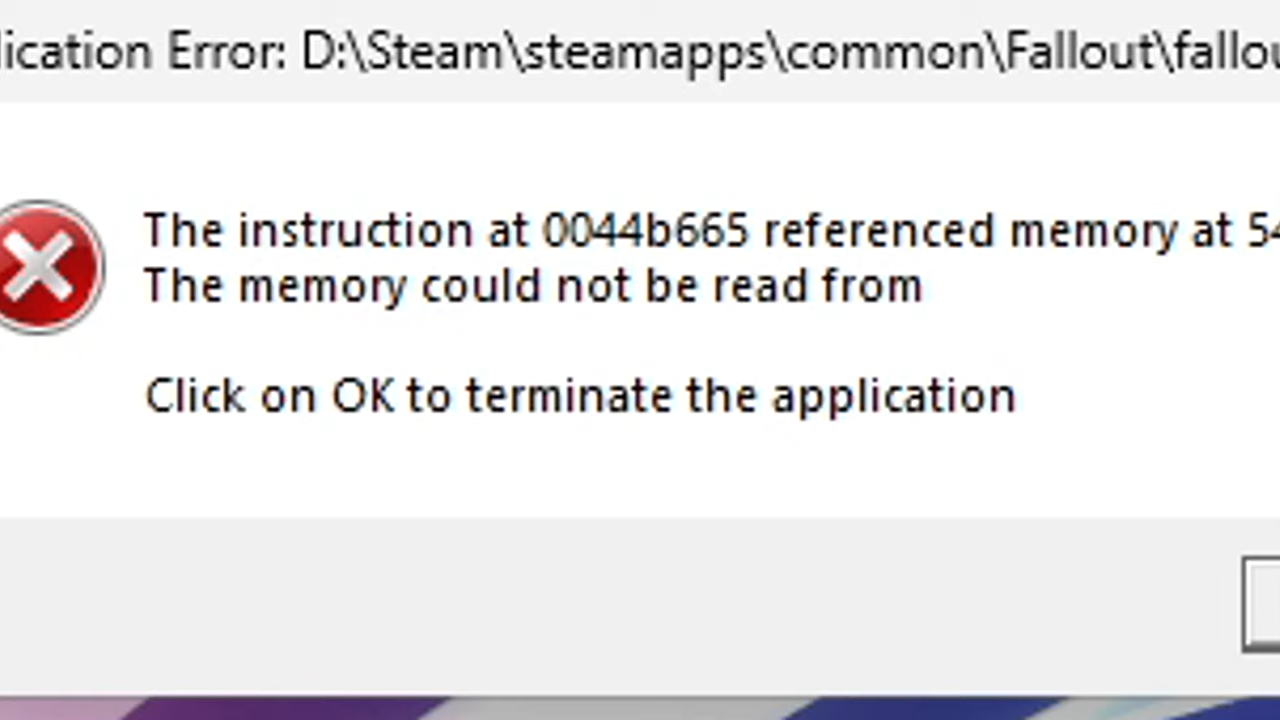 lication Error: D:\Steam\steamapps\common\Fallout\fallou
The instruction at 0044b665 referenced memory at 54
The memory could not be read from
Click on OK to terminate the application